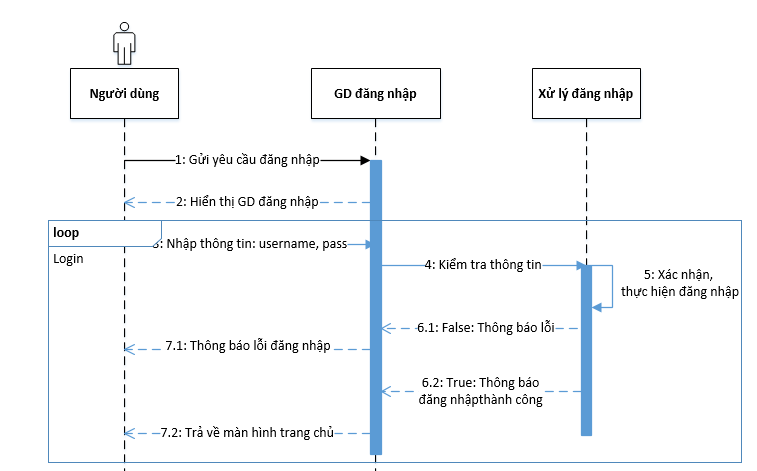 Người dùng
GD đăng nhập
Xử lý đăng nhập
1: Gửi yêu cầu đăng nhập
2: Hiển thị GD đăng nhập
loop
Login
3: Nhập thông tin: username, pass
4: Kiểm tra thông tin
5: Xác nhận,
thực hiện đăng nhập
6.1: False: Thông báo lỗi
7.1: Thông báo lỗi đăng nhập
6.2: True: Thông báo
đăng nhậpthành công
7.2: Trả về màn hình trang chủ